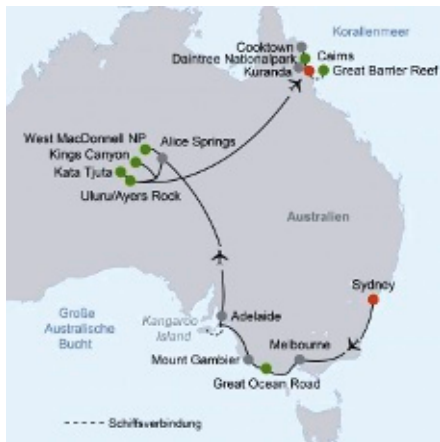 Korallenmeer
Cooktown
Daintree Nationalpark
Cairns
Kuranda
Great Barrier Reef
West MacDonnell NP
Alice Springs
Kings Canyon
Kata Tjuta
Uluru/Ayers Rock
Australien
Sydney
Große
Australische
Bucht
Kangaroo
Island
Adelaide
Melbourne
Mount Gambier
Great Ocean Road
Schiffsverbindung